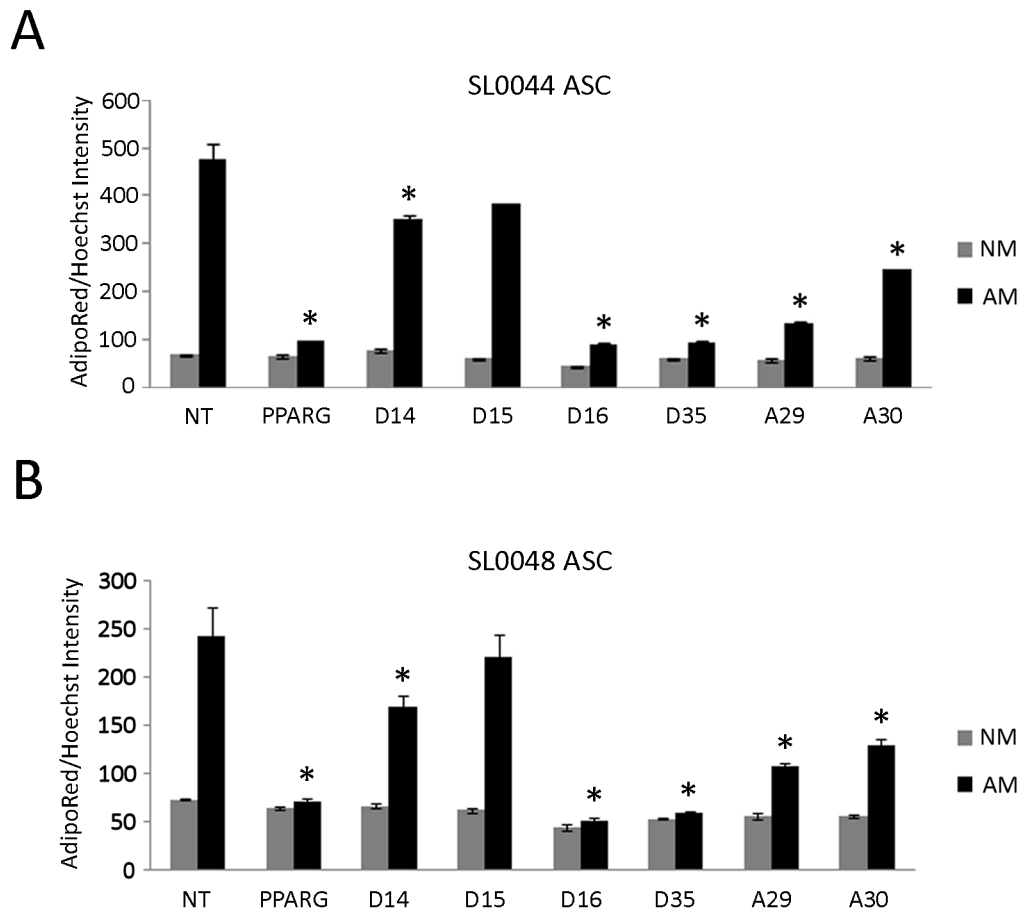 A
SL0044 ASC
AdipoRed/Hoechst Intensity
600
500
400
300
200
100
0
*
*
*
*
*
*
NT PPARG D14 D15 D16 D35 A29 A30
NM
AM
B
SL0048 ASC
AdipoRed/Hoechst Intensity
300
250
200
150
100
50
0
*
*
*
*
*
*
NT PPARG D14 D15 D16 D35 A29 A30
NM
AM